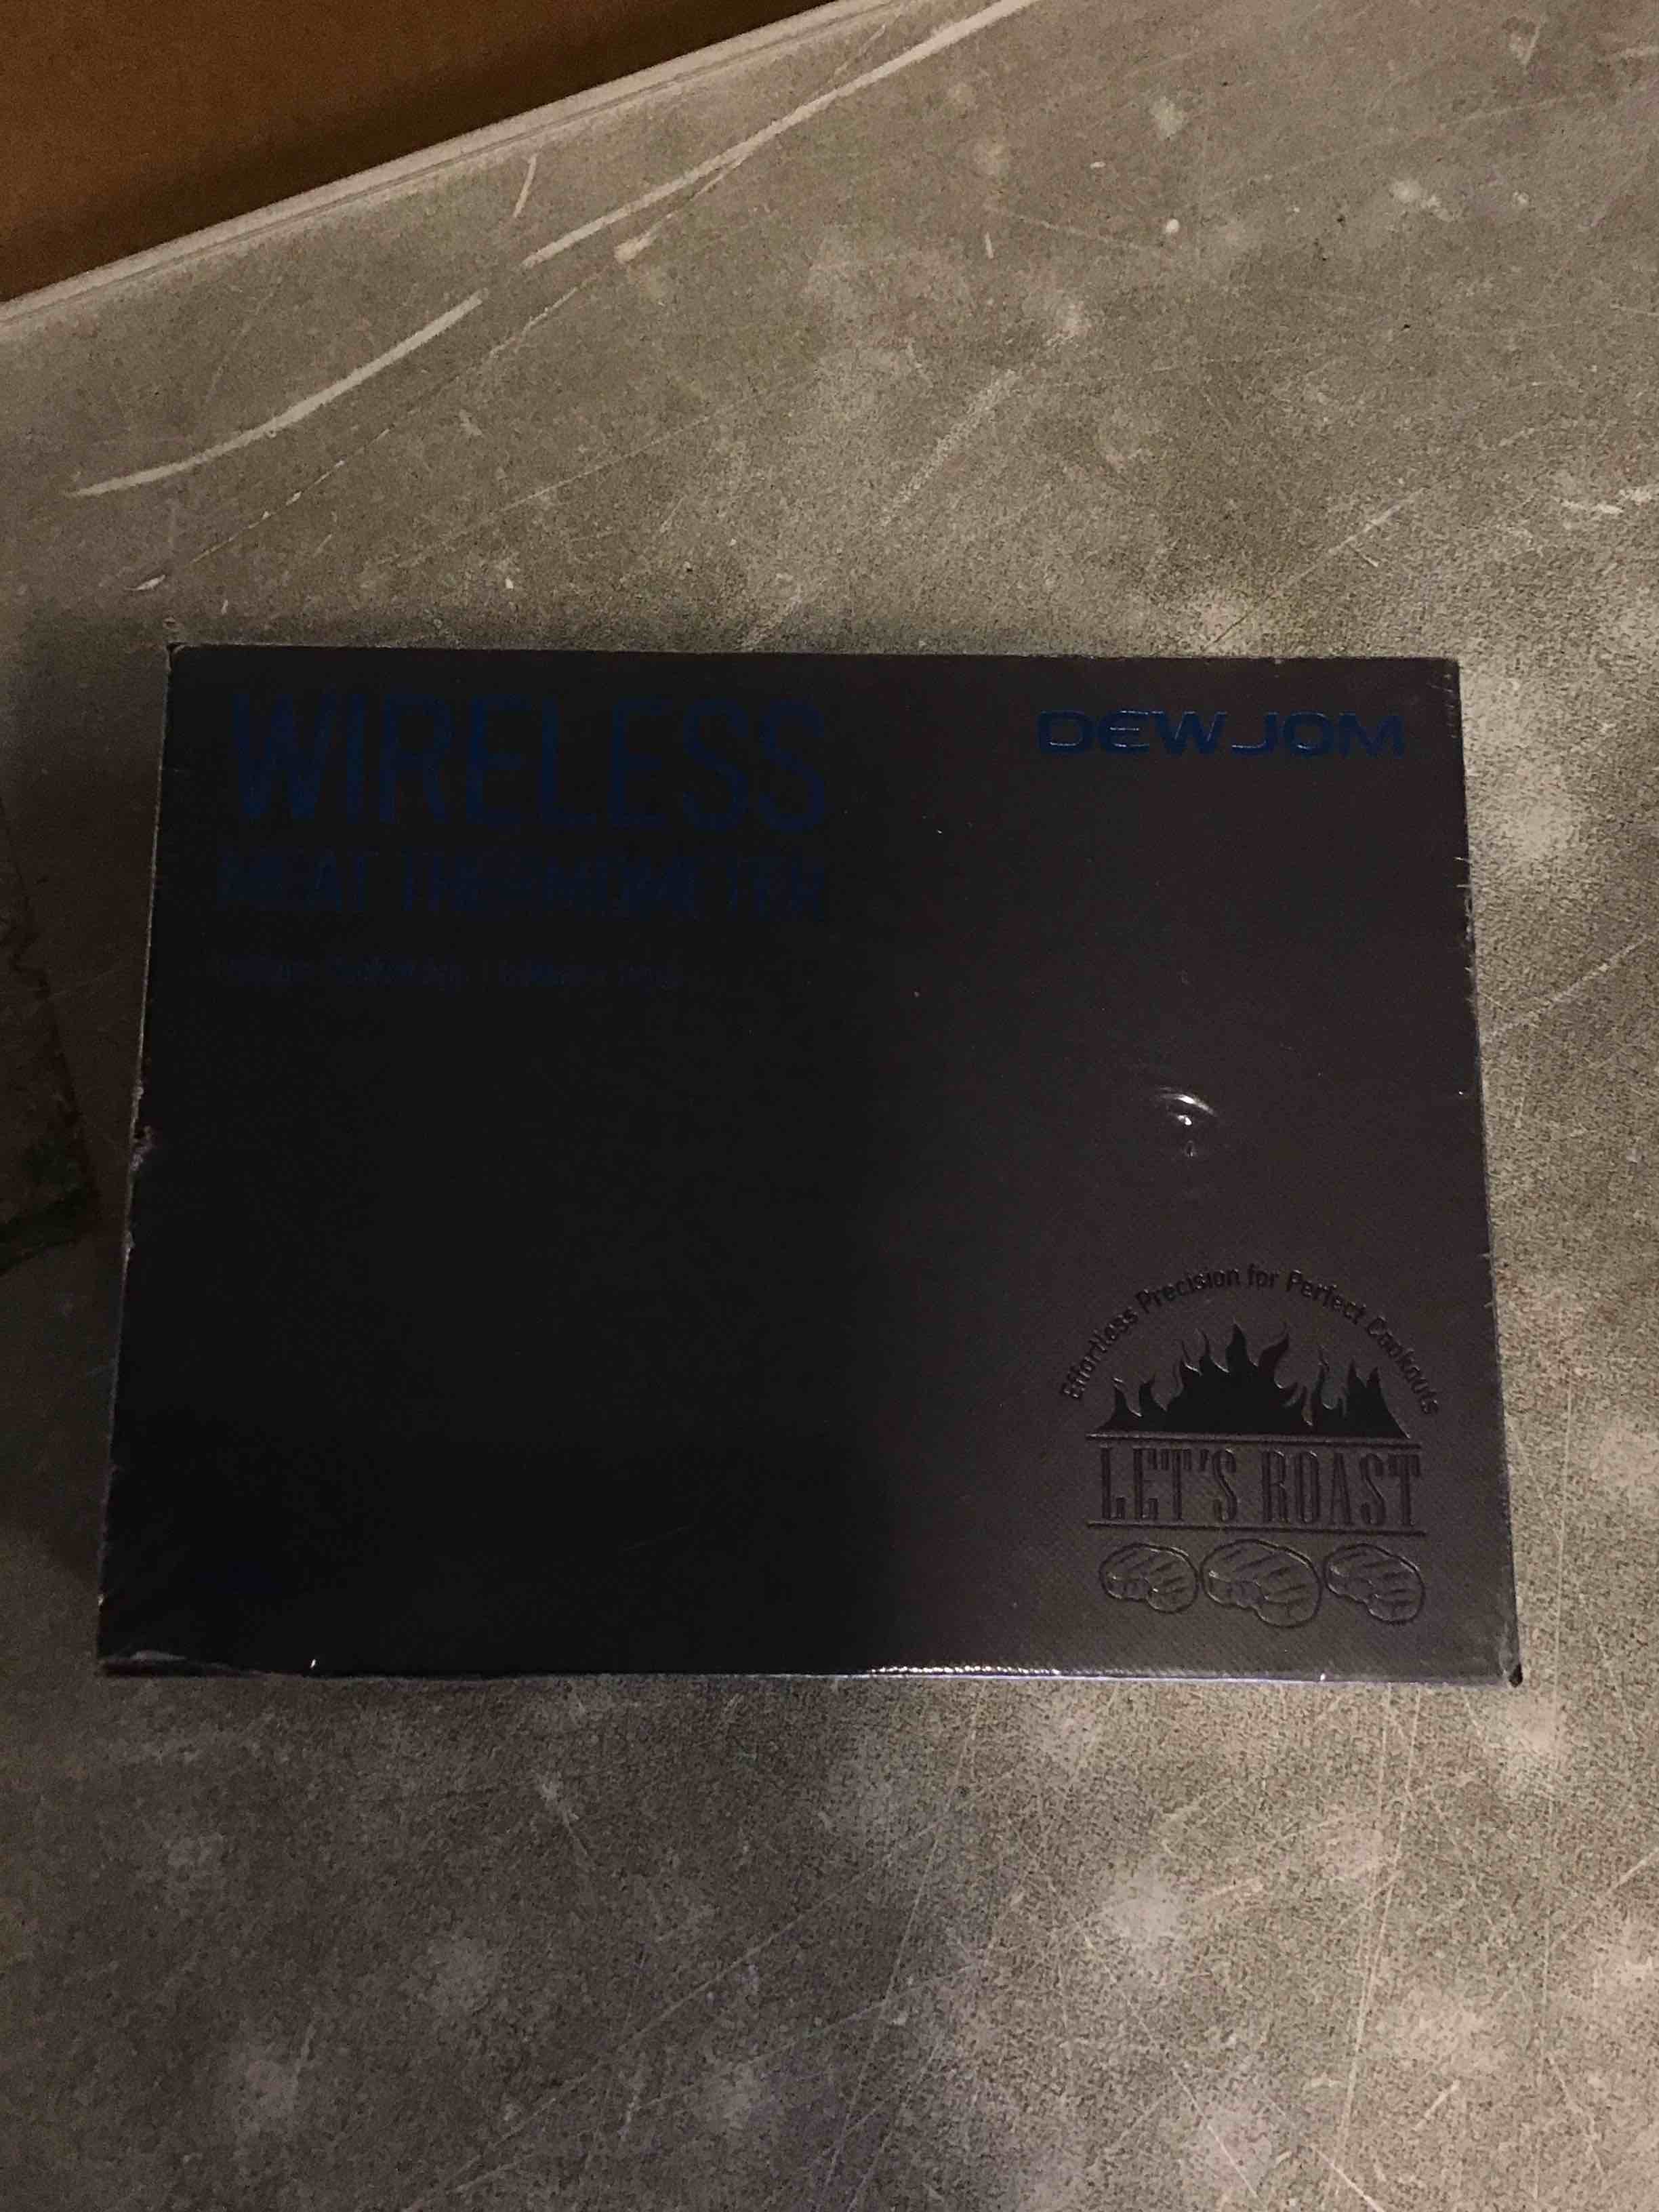 WIRELESS
MEAT THERMOMETER
DEWJOM
Effortless Precision for Perfect Cookouts
LET'S ROAST